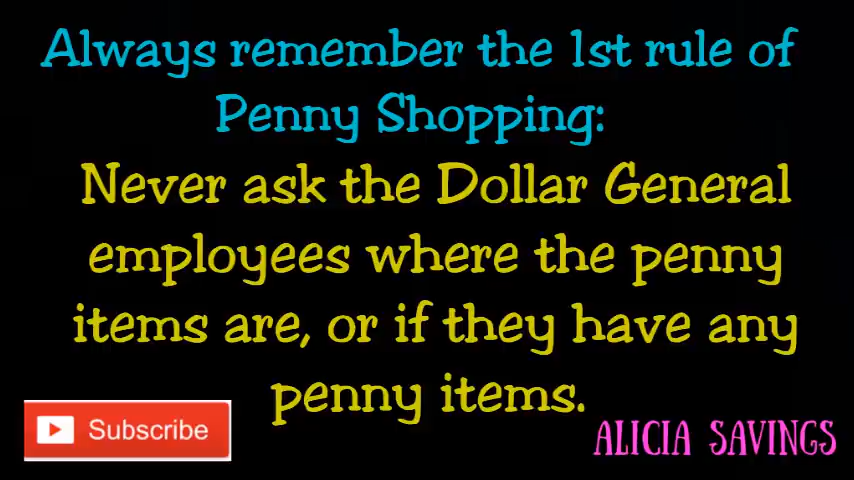 Always remember the 1st rule of
Penny Shopping:
Never ask the Dollar General
employees where the penny
items are, or if they have any
penny items.
Subscribe
ALICIA SAVINGS